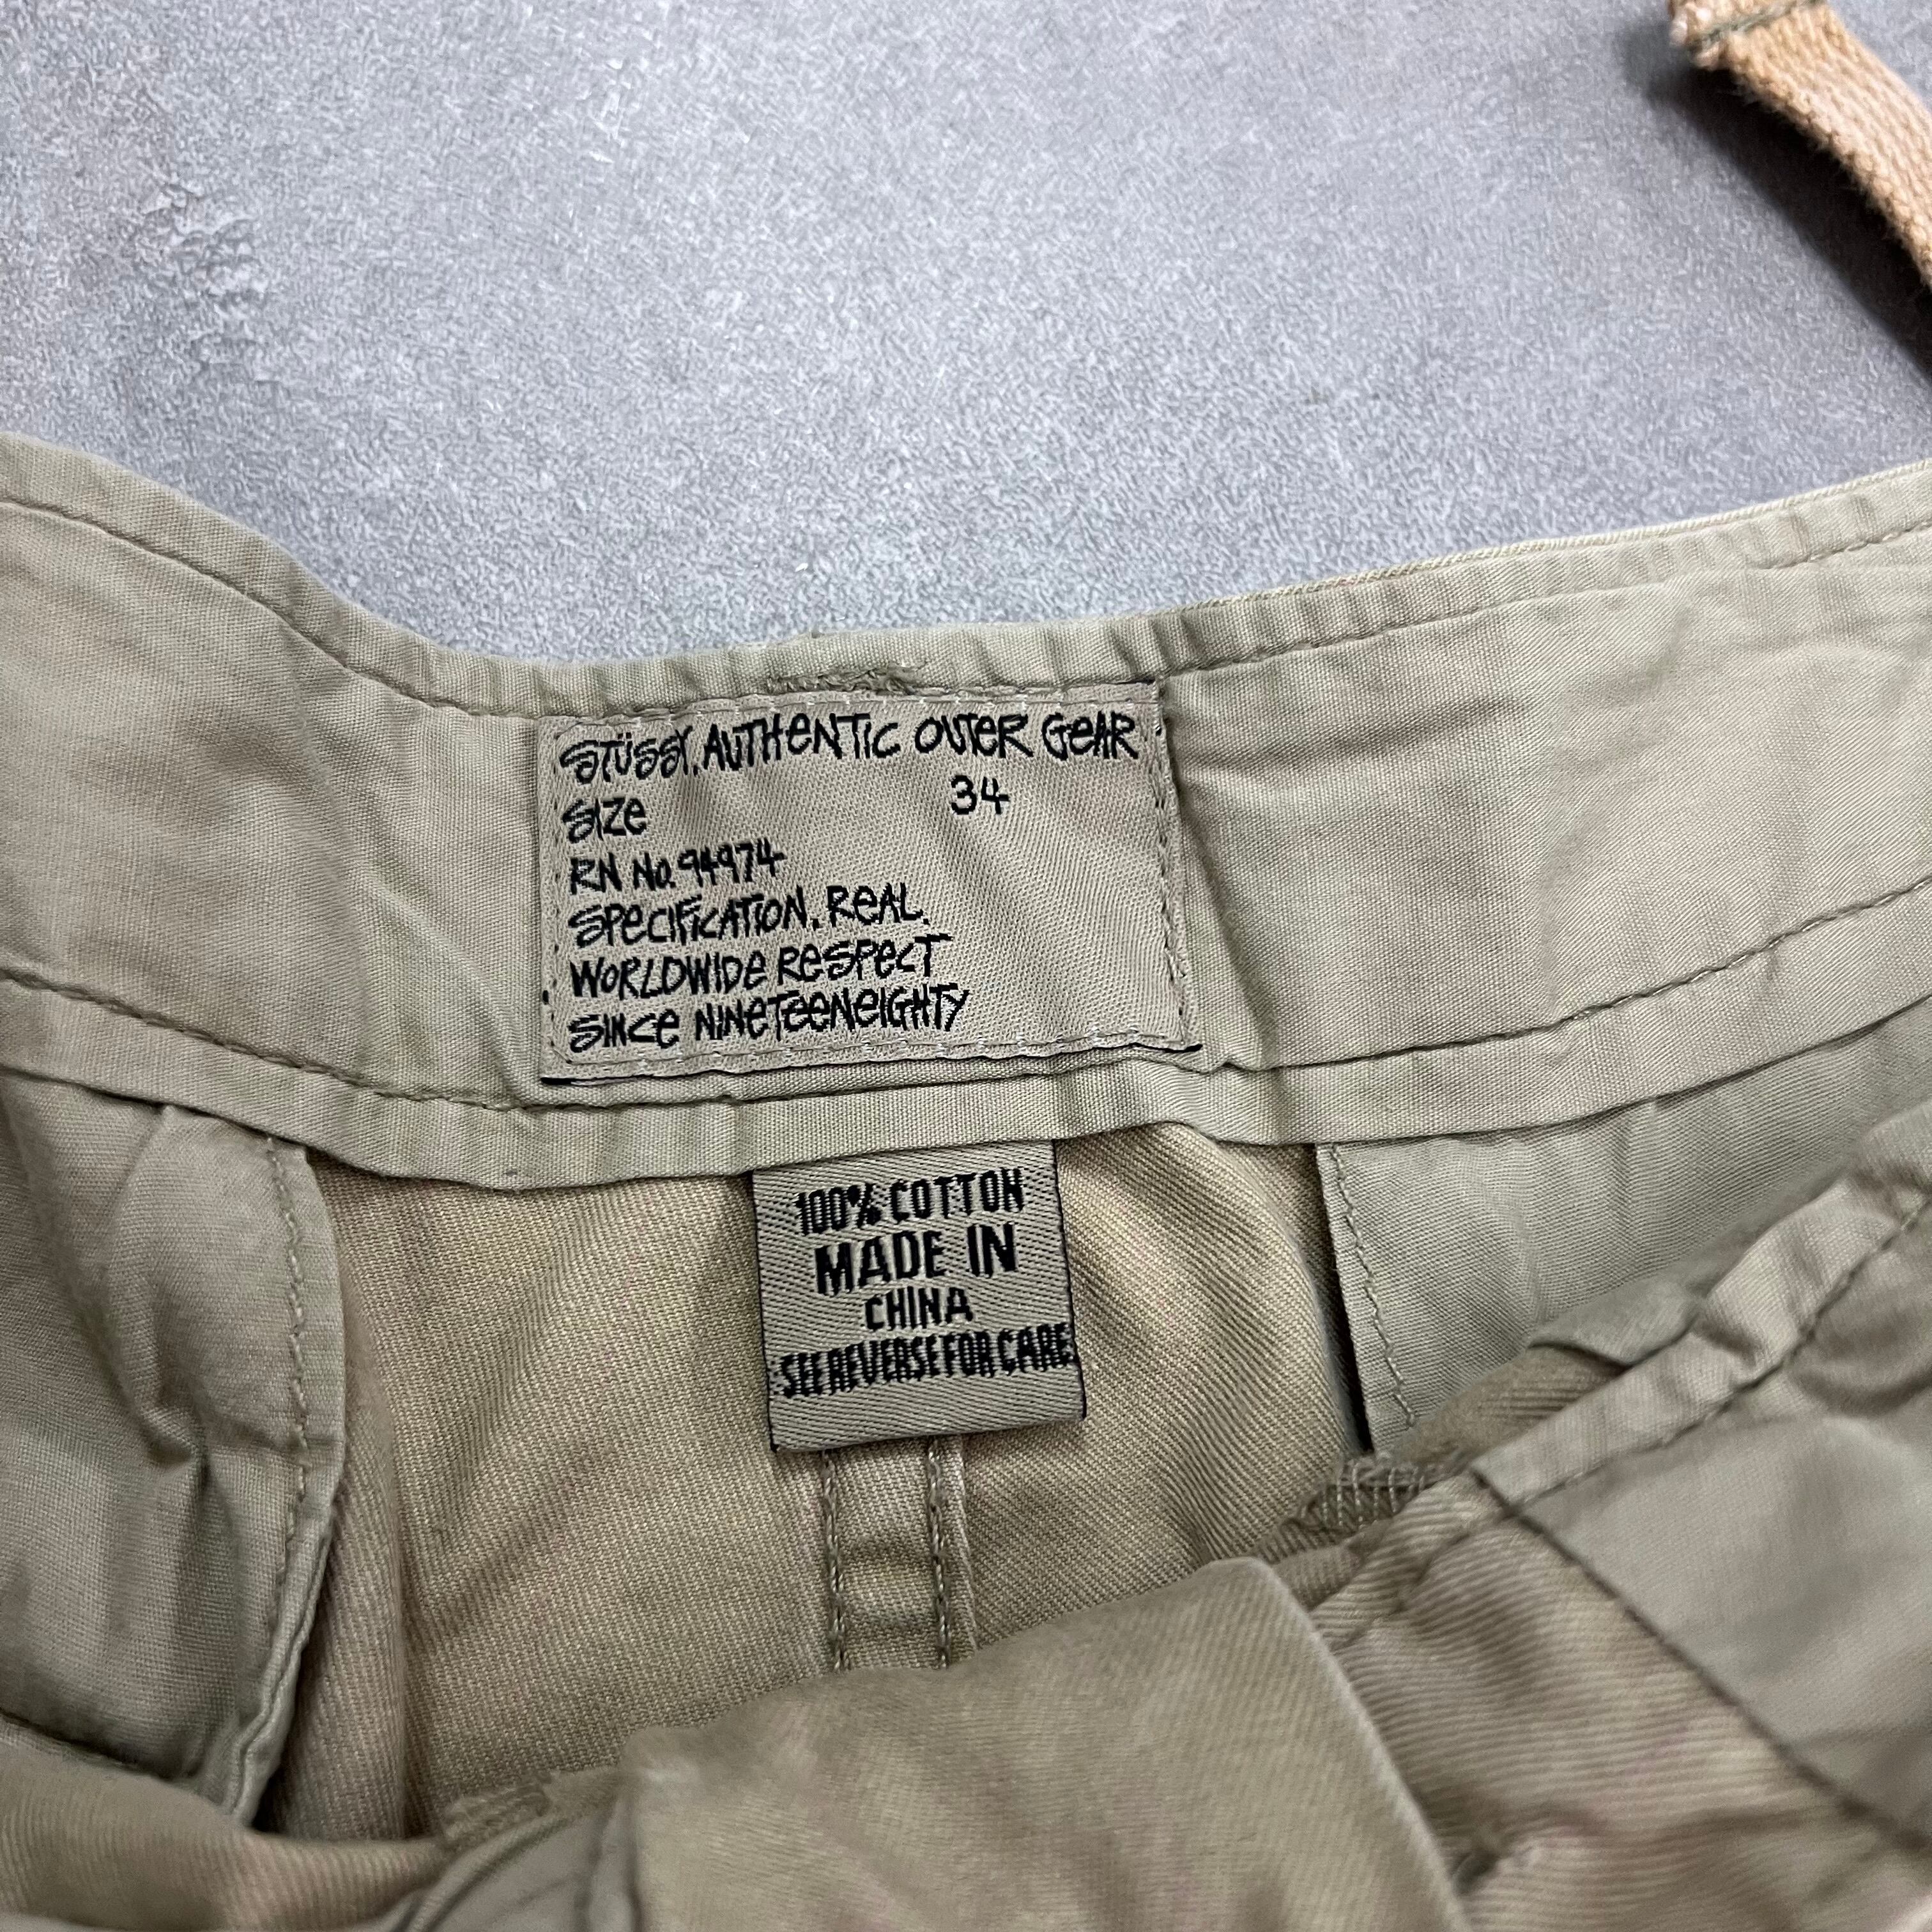 STÜSSY. AUTHENTIC OUTER GEAR
SIZE 34
RN No. 94974
SPECIFICATION. REAL.
WORLDWIDE RESPECT
SINCE NINETEENEIGHTY
100% COTTON
MADE IN
CHINA
SEE REVERSE FOR CARE